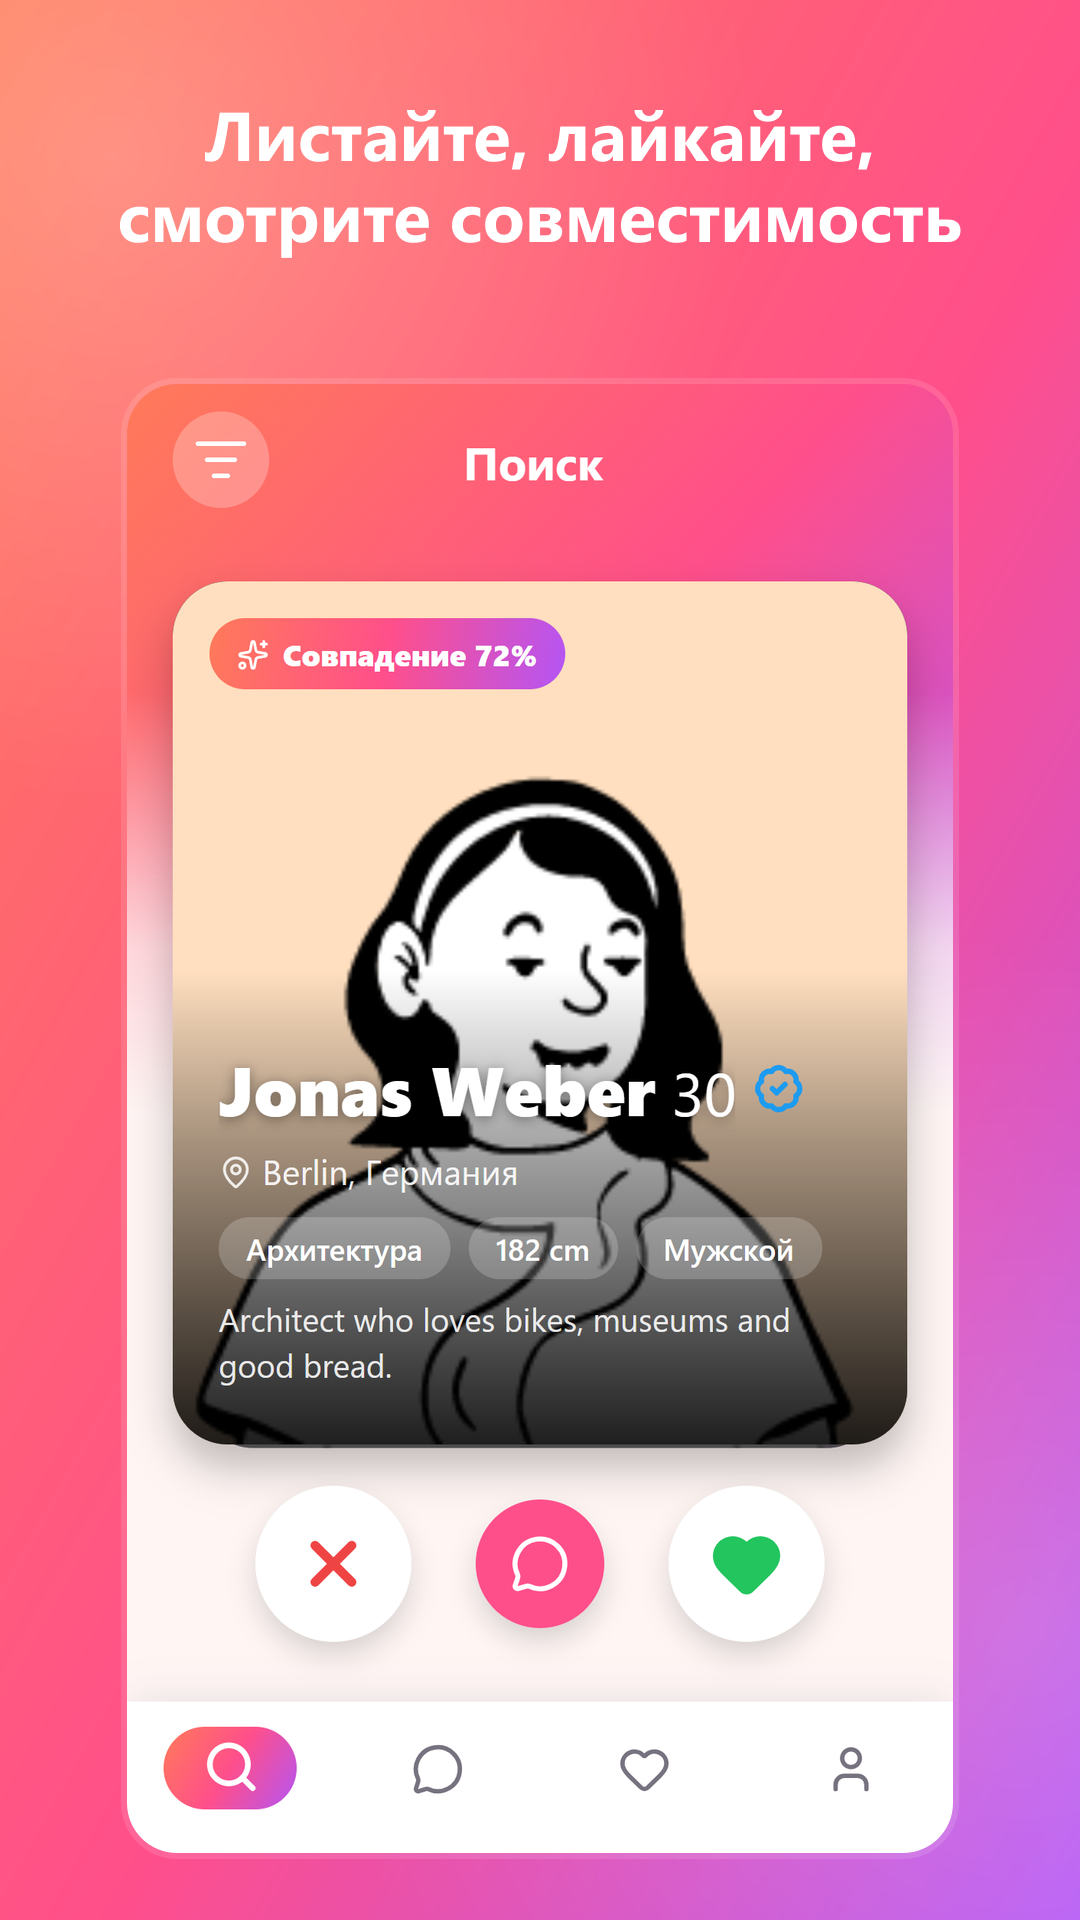 Листайте, лайкайте,
смотрите совместимость
Поиск
Совпадение 72%
Jonas Weber 30
Berlin, Германия
Архитектура 182 cm Мужской
Architect who loves bikes, museums and
good bread.